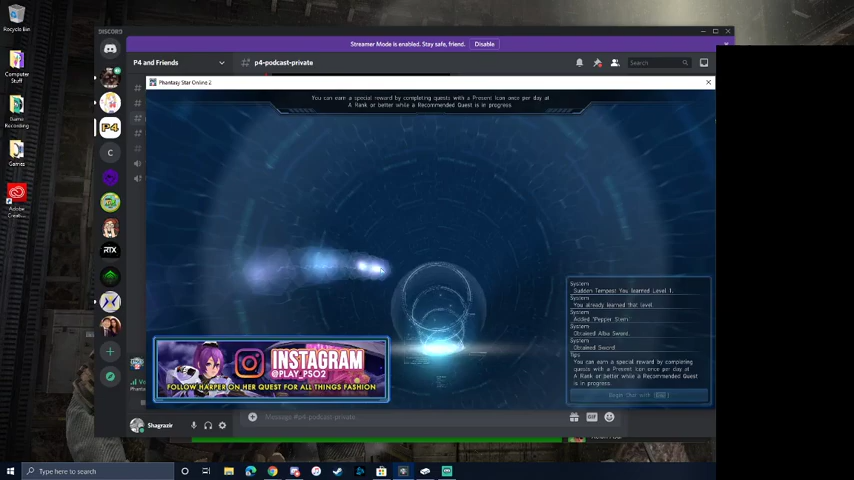 Recycle Bin
DISCORD
Streamer Mode is enabled. Stay safe, friend.
Disable
P4 and Friends
p4-podcast-private
Search
Computer
Stuff
Phantasy Star Online 2
You can earn a special reward by completing quests with a Present Icon once per day at
A Rank or better while a Recommended Quest is in progress.
Game
Recording
P4
Games
C
Adobe
Creat...
RTX
System
Sudden Tempest You learned Level 1.
System
You already learned that level.
System
System
Obtained Alba Sword.
System
Obtained Sword.
Tips
You can earn a special reward by completing
quests with a Present Icon once per day at
A Rank or better while a Recommended Quest
is in progress.
INSTAGRAM
@PLAY_PSO2
FOLLOW HARPER ON HER QUEST FOR ALL THINGS FASHION
Message #p4-podcast-private
GIF
Shagrazir
Type here to search